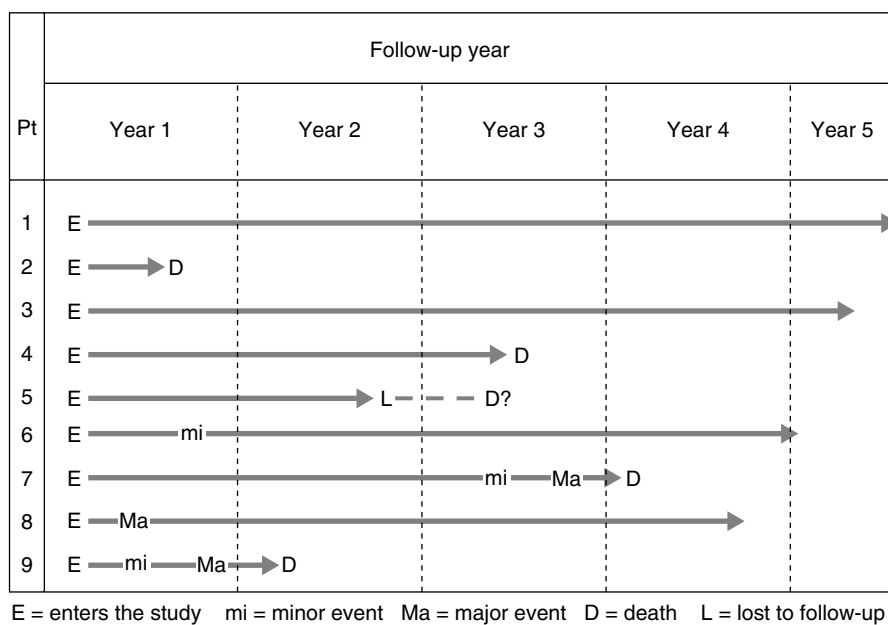 Follow-up year
Pt Year 1 Year 2 Year 3 Year 4 Year 5
1 E
2 E D
3 E
4 E D
5 E L D?
6 E mi
7 E mi Ma D
8 E Ma
9 E mi Ma D
E = enters the study mi = minor event Ma = major event D = death L = lost to follow-up